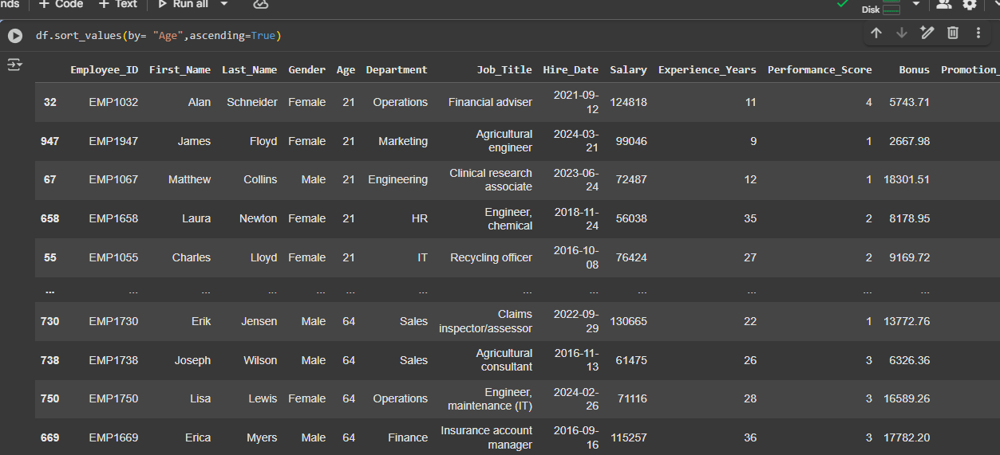 nds + Code + Text Run all Disk
df.sort_values(by= "Age",ascending=True)
Employee_ID First_Name Last_Name Gender Age Department Job_Title Hire_Date Salary Experience_Years Performance_Score Bonus Promotion_
32 EMP1032 Alan Schneider Female 21 Operations Financial adviser 2021-09-12 124818 11 4 5743.71
947 EMP1947 James Floyd Female 21 Marketing Agricultural engineer 2024-03-21 99046 9 1 2667.98
67 EMP1067 Matthew Collins Male 21 Engineering Clinical research associate 2023-06-24 72487 12 1 18301.51
658 EMP1658 Laura Newton Female 21 HR Engineer, chemical 2018-11-24 56038 35 2 8178.95
55 EMP1055 Charles Lloyd Female 21 IT Recycling officer 2016-10-08 76424 27 2 9169.72
... ... ... ... ... ... ... ... ... ... ... ... ...
730 EMP1730 Erik Jensen Male 64 Sales Claims inspector/assessor 2022-09-29 130665 22 1 13772.76
738 EMP1738 Joseph Wilson Male 64 Sales Agricultural consultant 2016-11-13 61475 26 3 6326.36
750 EMP1750 Lisa Lewis Female 64 Operations Engineer, maintenance (IT) 2024-02-26 71116 28 3 16589.26
669 EMP1669 Erica Myers Male 64 Finance Insurance account manager 2016-09-16 115257 36 3 17782.20